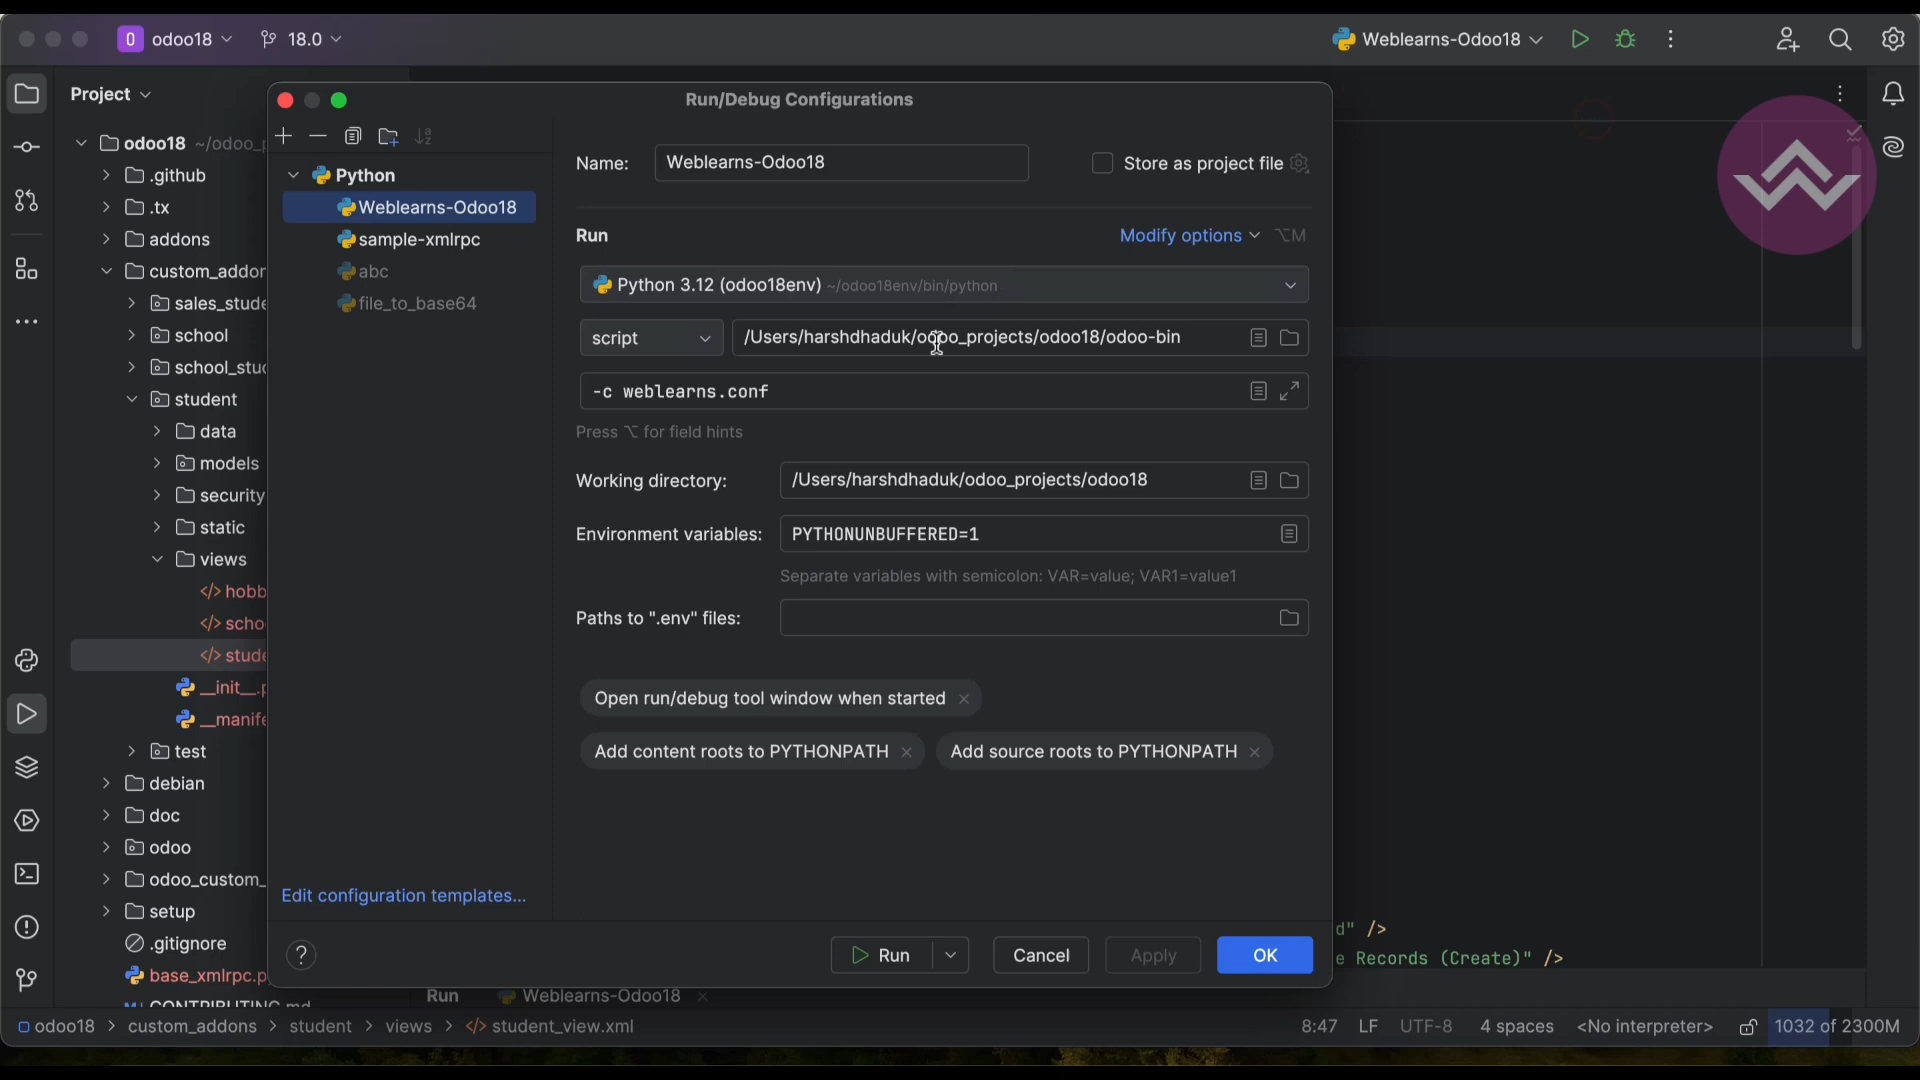 odoo18
18.0
Weblearns-Odoo18
Project
Run/Debug Configurations
odoo18 ~/odoo_p
.github
.tx
addons
custom_addor
sales_stude
school
school_stud
student
data
models
security
static
views
hobb
scho
stude
__init__.p
__manife
test
debian
doc
odoo
odoo_custom_
setup
.gitignore
base_xmlrpc.p
CONTRIBUTING.md
Python
Weblearns-Odoo18
sample-xmlrpc
abc
file_to_base64
Edit configuration templates...
Name: Weblearns-Odoo18
Store as project file
Run
Modify options ⌥M
Python 3.12 (odoo18env) ~/odoo18env/bin/python
script /Users/harshdhaduk/odoo_projects/odoo18/odoo-bin
-c weblearns.conf
Press ⌥ for field hints
Working directory: /Users/harshdhaduk/odoo_projects/odoo18
Environment variables: PYTHONUNBUFFERED=1
Separate variables with semicolon: VAR=value; VAR1=value1
Paths to ".env" files:
Open run/debug tool window when started ×
Add content roots to PYTHONPATH × Add source roots to PYTHONPATH ×
? Run Cancel Apply OK
d" />
e Records (Create)" />
Run Weblearns-Odoo18 ×
odoo18 > custom_addons > student > views > </> student_view.xml
8:47 LF UTF-8 4 spaces <No interpreter> 1032 of 2300M